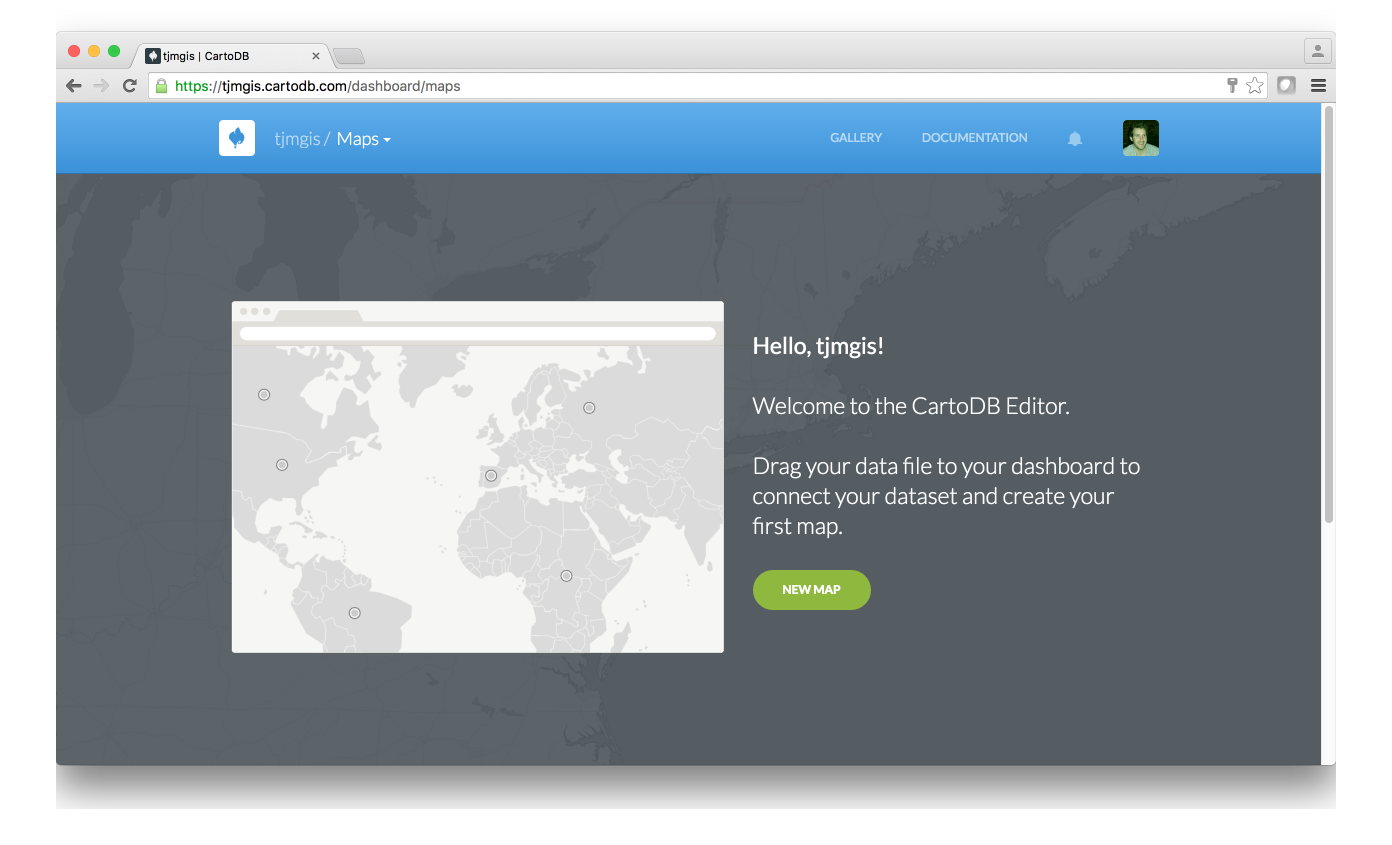 tjmgis | CartoDB
https://tjmgis.cartodb.com/dashboard/maps
tjmgis / Maps
GALLERY
DOCUMENTATION
Hello, tjmgis!
Welcome to the CartoDB Editor.
Drag your data file to your dashboard to
connect your dataset and create your
first map.
NEW MAP